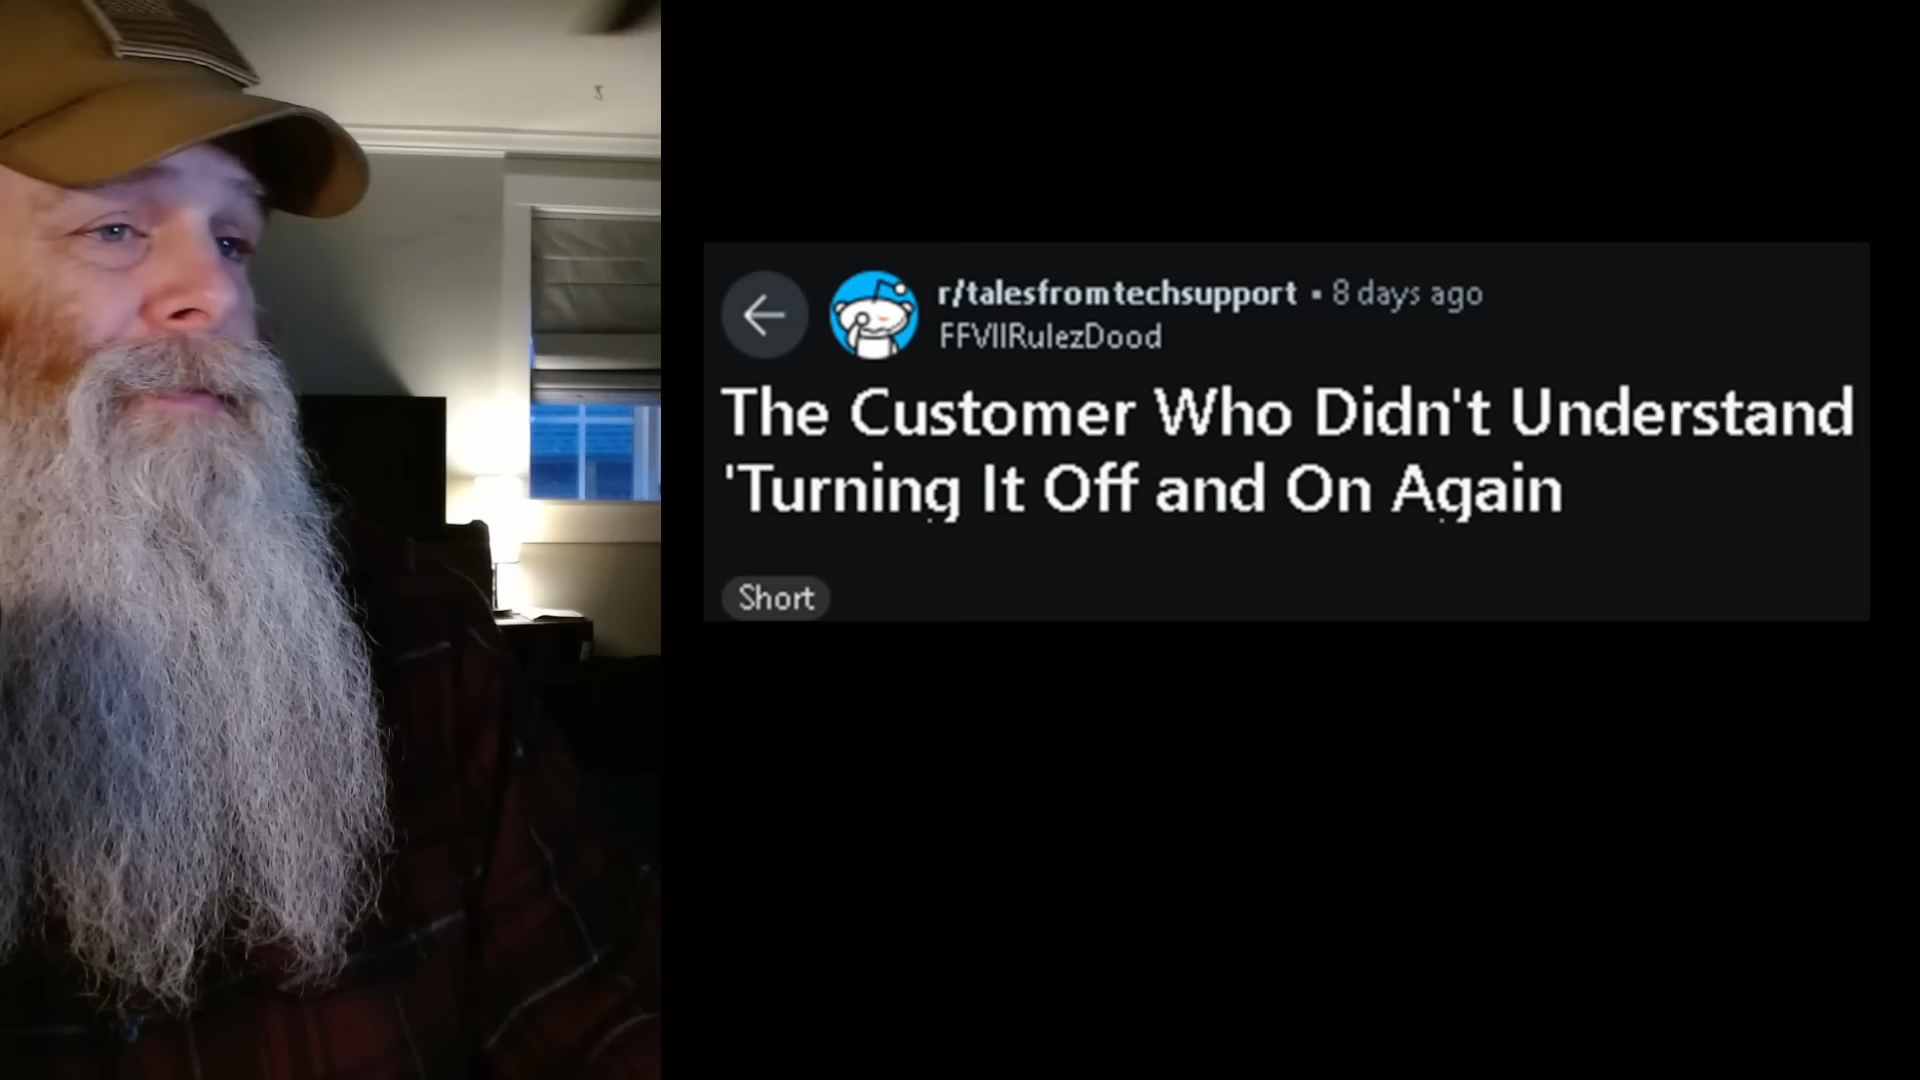 r/talesfromtechsupport • 8 days ago
FFVIIRulezDood
The Customer Who Didn't Understand
'Turning It Off and On Again
Short